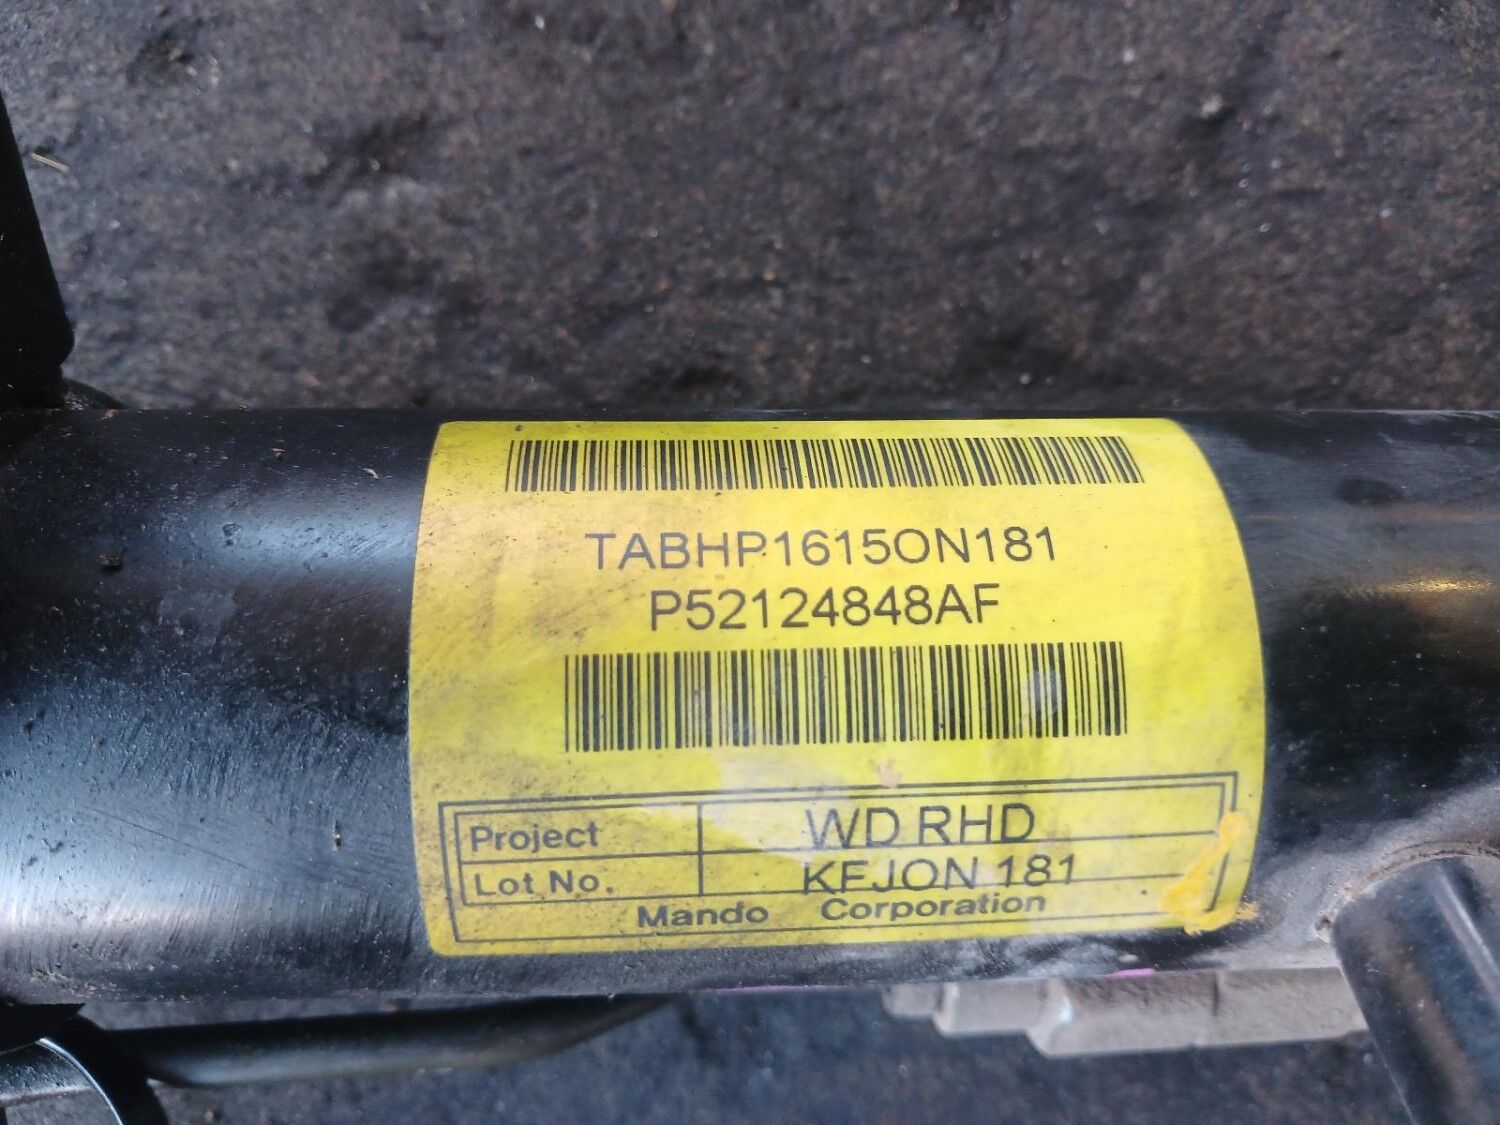 TABHP1615ON181
P52124848AF
Project WD RHD
Lot No. KFJON 181
Mando Corporation